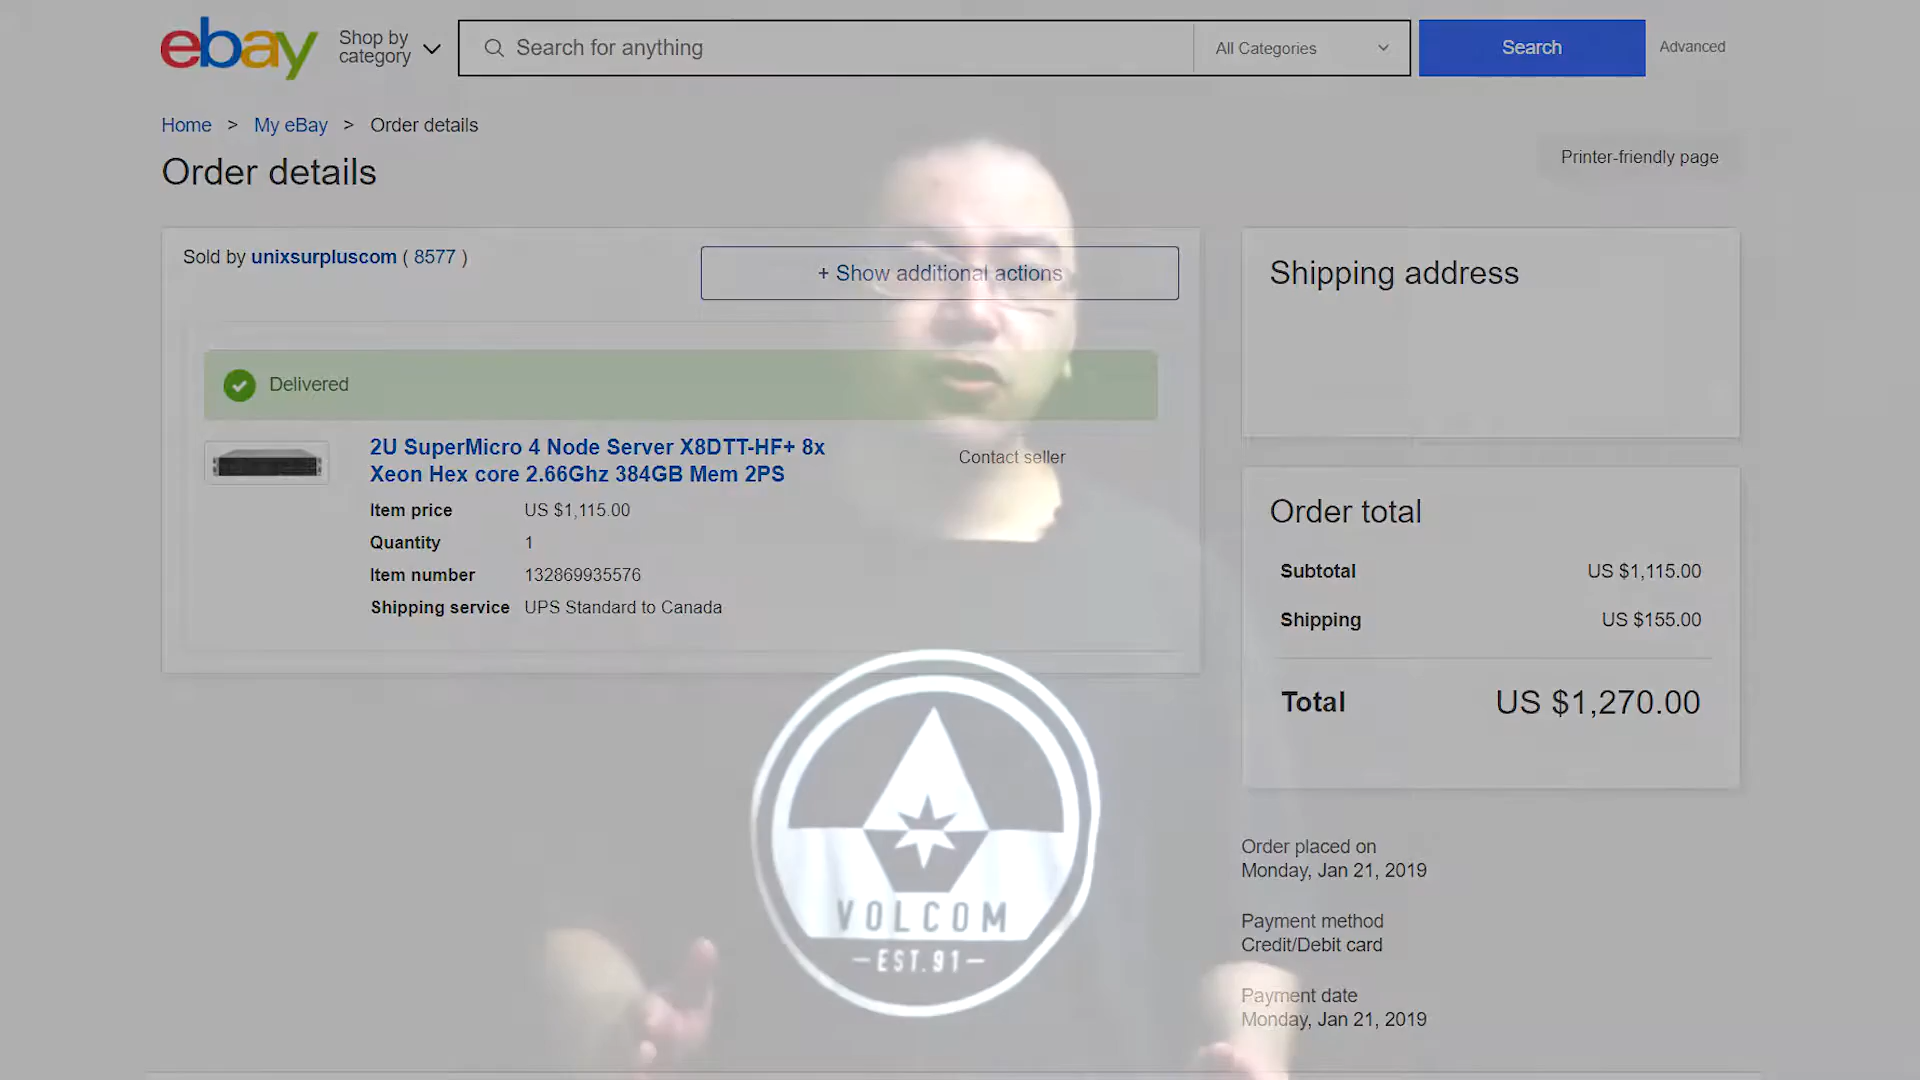 ebay
Shop by
category
Search for anything
All Categories
Search
Advanced
Home > My eBay > Order details
Order details
Printer-friendly page
Sold by unixsurpluscom ( 8577 )
+ Show additional actions
Delivered
2U SuperMicro 4 Node Server X8DTT-HF+ 8x
Xeon Hex core 2.66Ghz 384GB Mem 2PS
Contact seller
Item price US $1,115.00
Quantity 1
Item number 132869935576
Shipping service UPS Standard to Canada
Shipping address
Order total
Subtotal US $1,115.00
Shipping US $155.00
Total US $1,270.00
Order placed on
Monday, Jan 21, 2019
Payment method
Credit/Debit card
Payment date
Monday, Jan 21, 2019
VOLCOM
—EST.91—